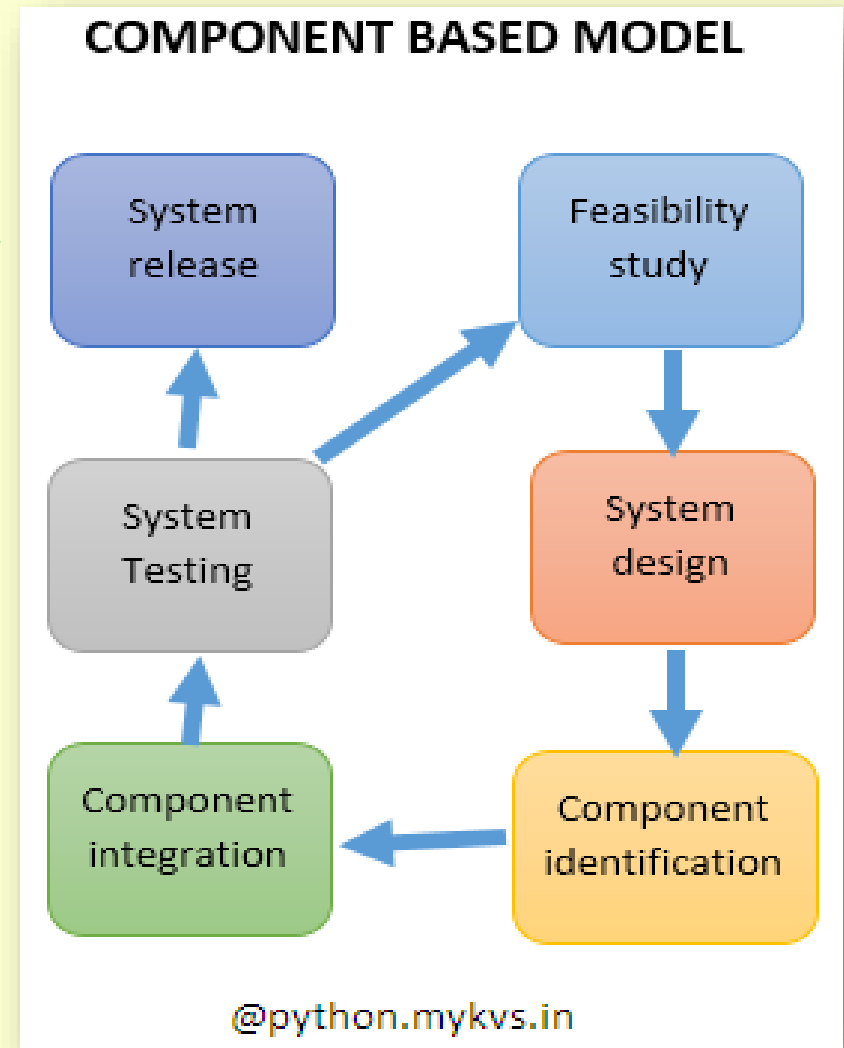 COMPONENT BASED MODEL
System
release
Feasibility
study
System
Testing
System
design
Component
integration
Component
identification
@python.mykvs.in